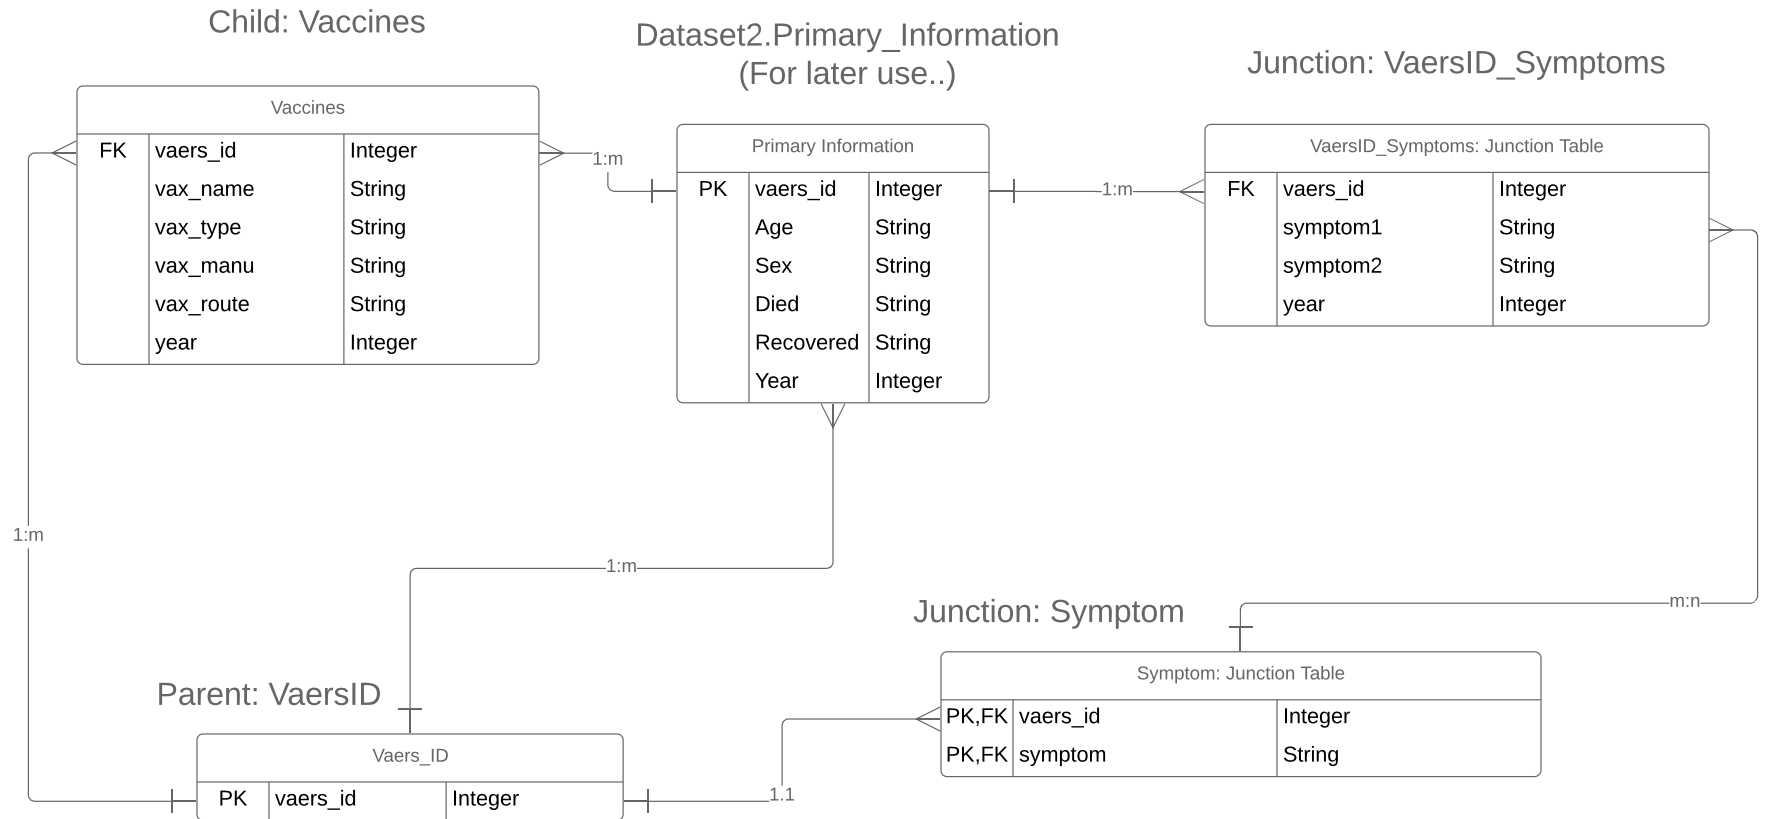 Child: Vaccines
Dataset2.Primary_Information
(For later use..)
Junction: VaersID_Symptoms
Vaccines
FK vaers_id Integer
vax_name String
vax_type String
vax_manu String
vax_route String
year Integer
1:m
Primary Information
PK vaers_id Integer
Age String
Sex String
Died String
Recovered String
Year Integer
1:m
VaersID_Symptoms: Junction Table
FK vaers_id Integer
symptom1 String
symptom2 String
year Integer
1:m
1:m
m:n
Junction: Symptom
Symptom: Junction Table
PK,FK vaers_id Integer
PK,FK symptom String
Parent: VaersID
Vaers_ID
PK vaers_id Integer
1.1